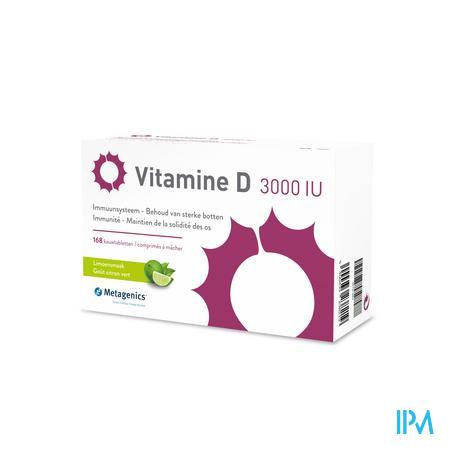 Vitamine D 3000 IU
Immuunsysteem - Behoud van sterke botten
Immunité - Maintien de la solidité des os
168 kauwtabletten / comprimés à mâcher
Limoensmaak
Goût citron vert
Metagenics
IPM